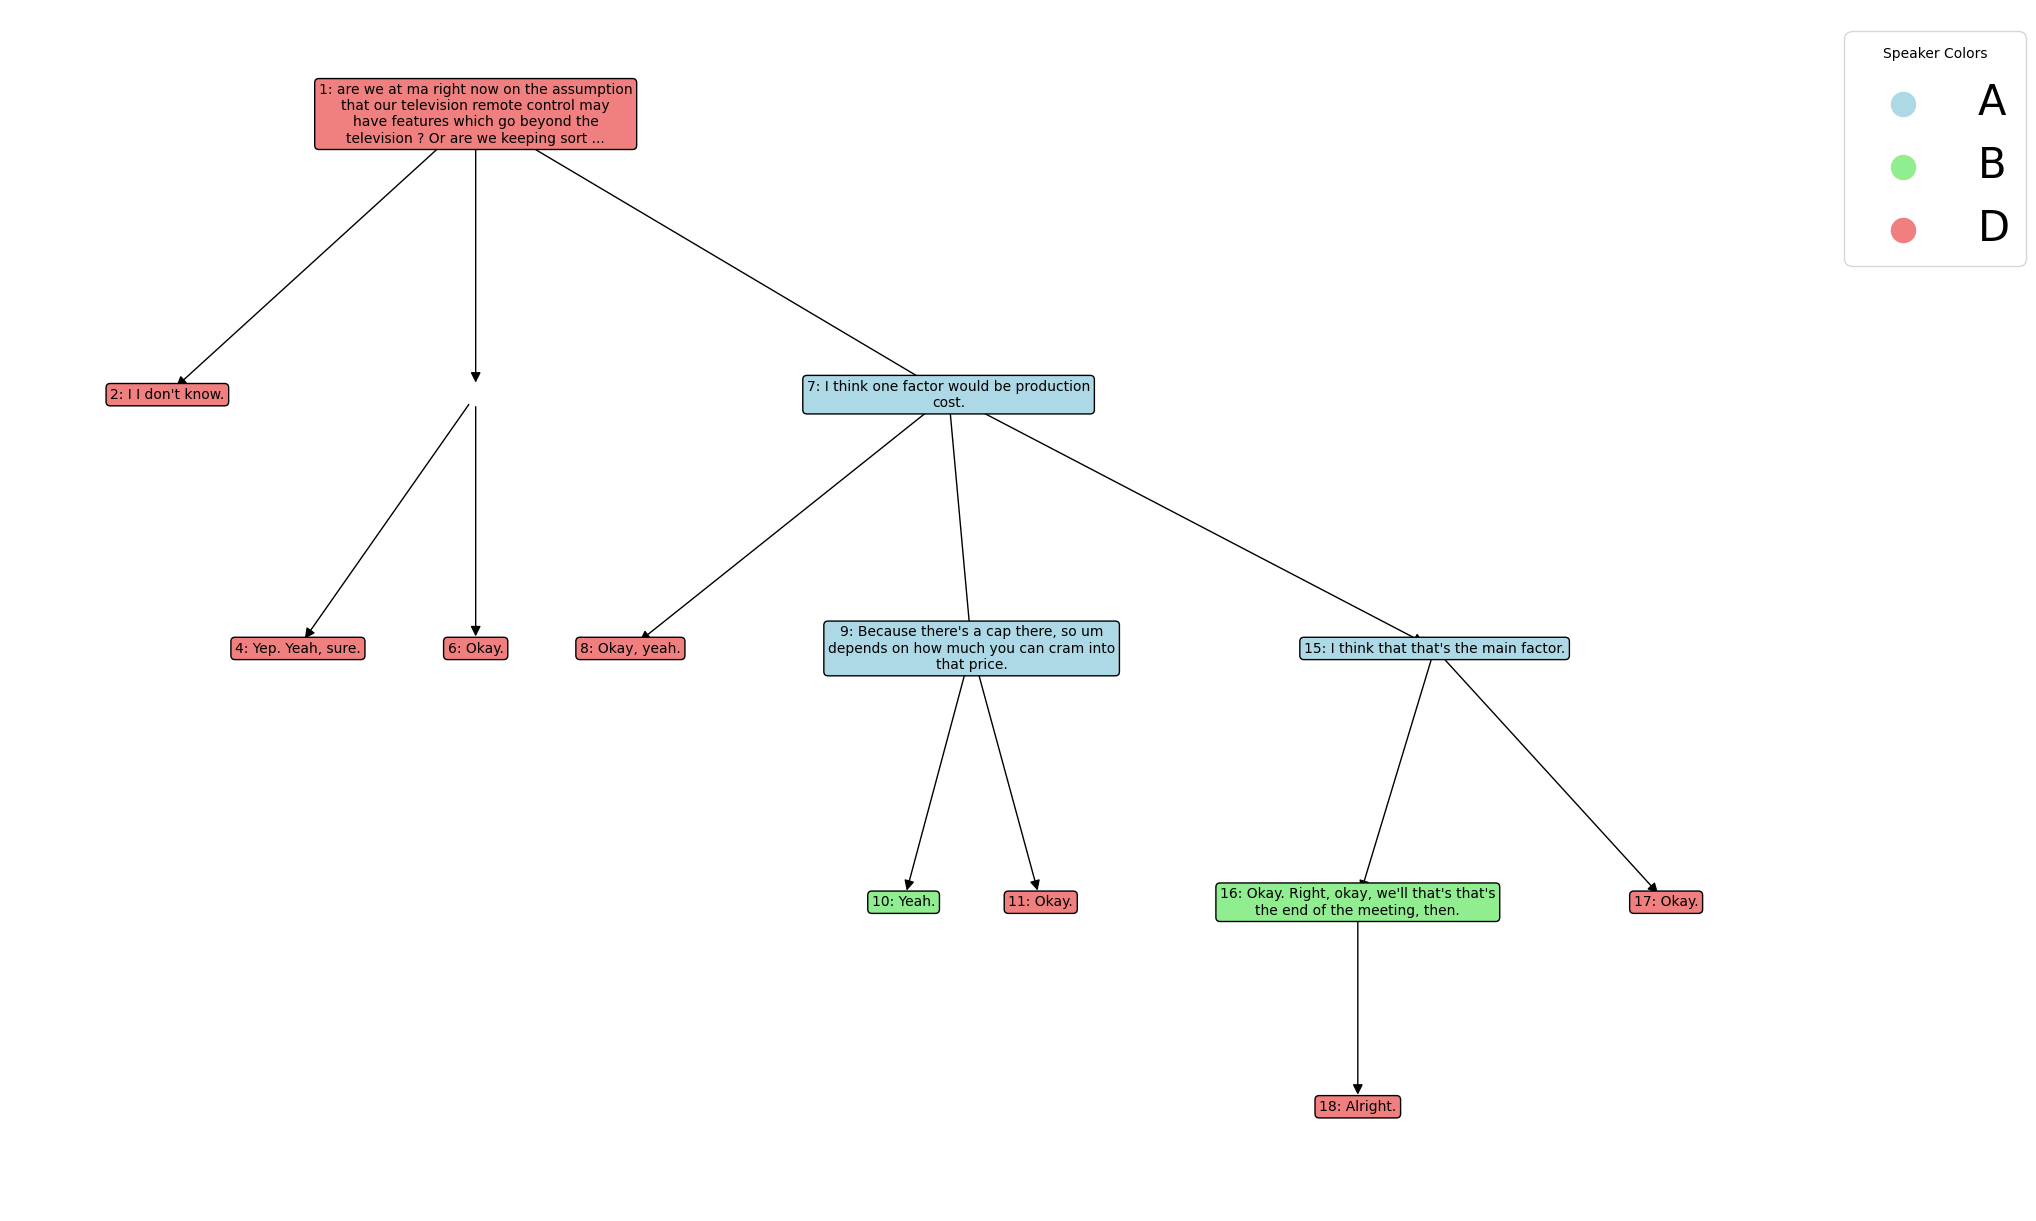 1: are we at ma right now on the assumption
that our television remote control may
have features which go beyond the
television ? Or are we keeping sort ...
Speaker Colors
A
B
D
2: I I don't know.
7: I think one factor would be production
cost.
4: Yep. Yeah, sure.
6: Okay.
8: Okay, yeah.
9: Because there's a cap there, so um
depends on how much you can cram into
that price.
15: I think that that's the main factor.
10: Yeah.
11: Okay.
16: Okay. Right, okay, we'll that's that's
the end of the meeting, then.
17: Okay.
18: Alright.